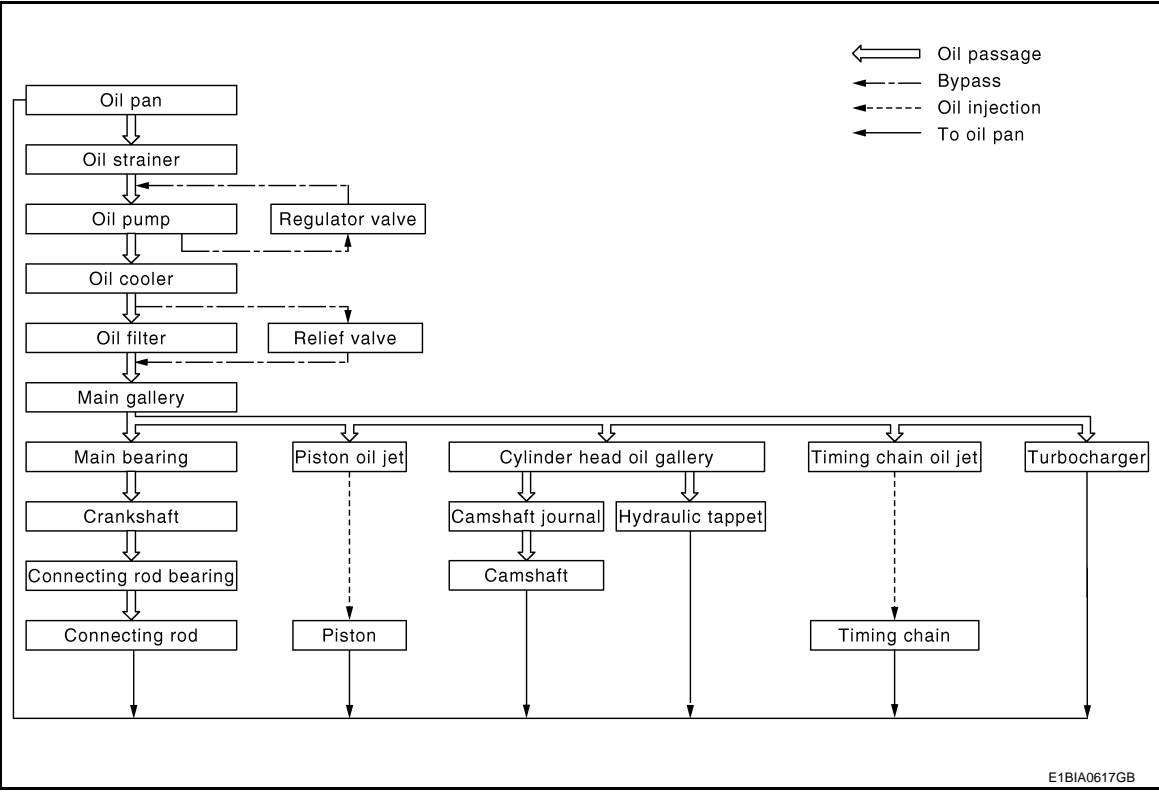 Oil passage
Bypass
Oil injection
To oil pan
Oil pan
Oil strainer
Oil pump
Regulator valve
Oil cooler
Oil filter
Relief valve
Main gallery
Main bearing
Piston oil jet
Cylinder head oil gallery
Timing chain oil jet
Turbocharger
Crankshaft
Camshaft journal
Hydraulic tappet
Connecting rod bearing
Camshaft
Connecting rod
Piston
Timing chain
E1BIA0617GB